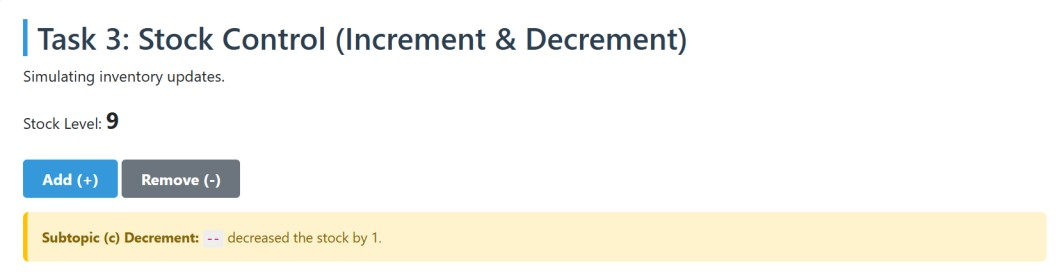 Task 3: Stock Control (Increment & Decrement)
Simulating inventory updates.
Stock Level: 9
Add (+) Remove (-)
Subtopic (c) Decrement: -- decreased the stock by 1.